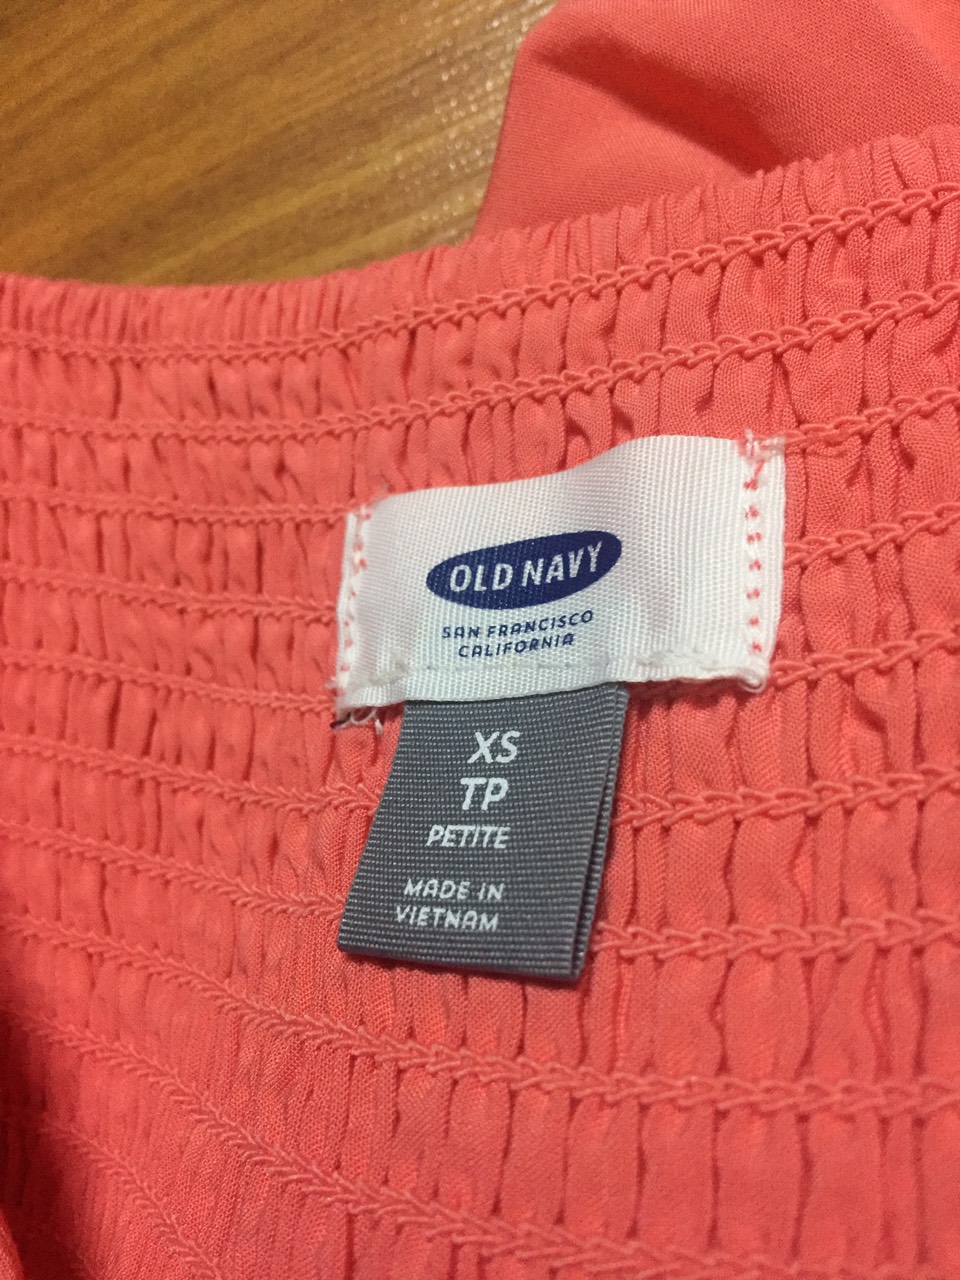 OLD NAVY
SAN FRANCISCO
CALIFORNIA
XS
TP
PETITE
MADE IN
VIETNAM